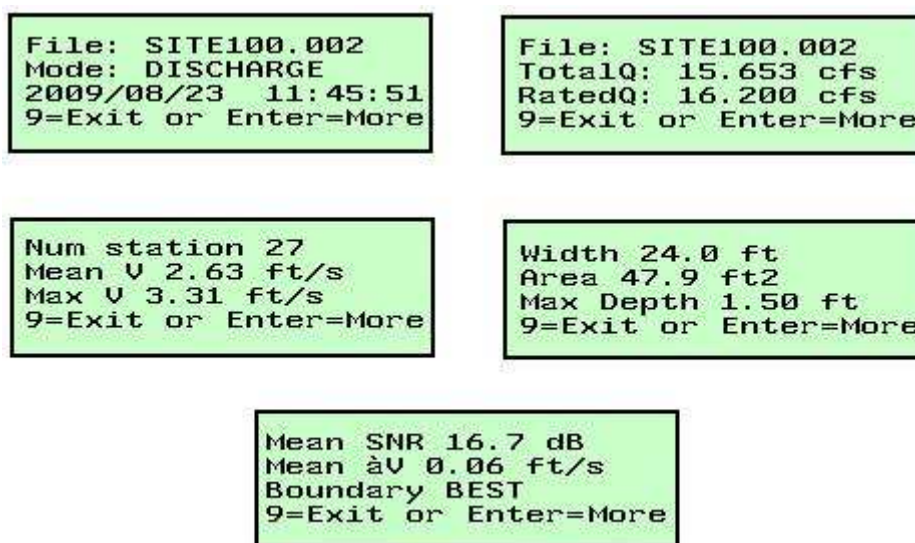 File: SITE100.002
Mode: DISCHARGE
2009/08/23 11:45:51
9=Exit or Enter=More
File: SITE100.002
TotalQ: 15.653 cfs
RatedQ: 16.200 cfs
9=Exit or Enter=More
Num station 27
Mean V 2.63 ft/s
Max V 3.31 ft/s
9=Exit or Enter=More
Width 24.0 ft
Area 47.9 ft2
Max Depth 1.50 ft
9=Exit or Enter=More
Mean SNR 16.7 dB
Mean àV 0.06 ft/s
Boundary BEST
9=Exit or Enter=More